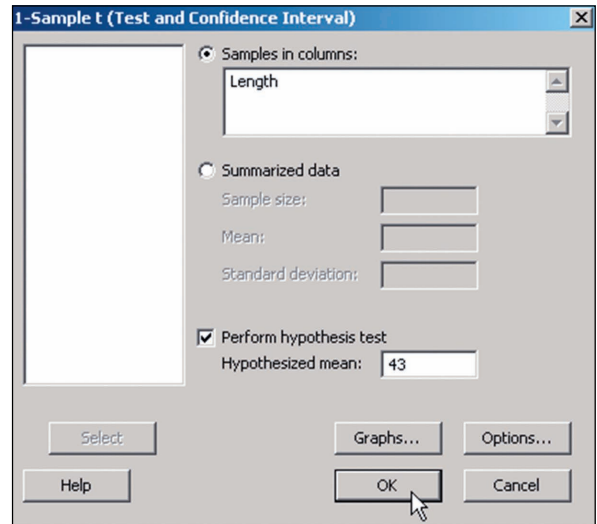 1-Sample t (Test and Confidence Interval)
Samples in columns:
Length
Summarized data
Sample size:
Mean:
Standard deviation:
Perform hypothesis test
Hypothesized mean: 43
Select
Graphs...
Options...
Help
OK
Cancel